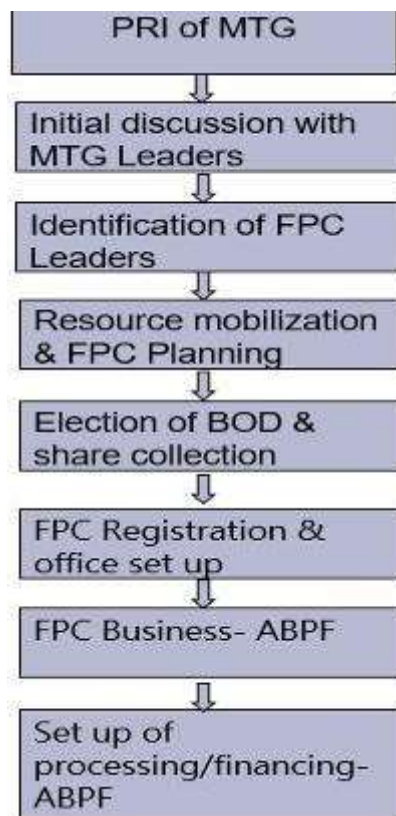 PRI of MTG
Initial discussion with
MTG Leaders
Identification of FPC
Leaders
Resource mobilization
& FPC Planning
Election of BOD &
share collection
FPC Registration &
office set up
FPC Business- ABPF
Set up of
processing/financing-
ABPF